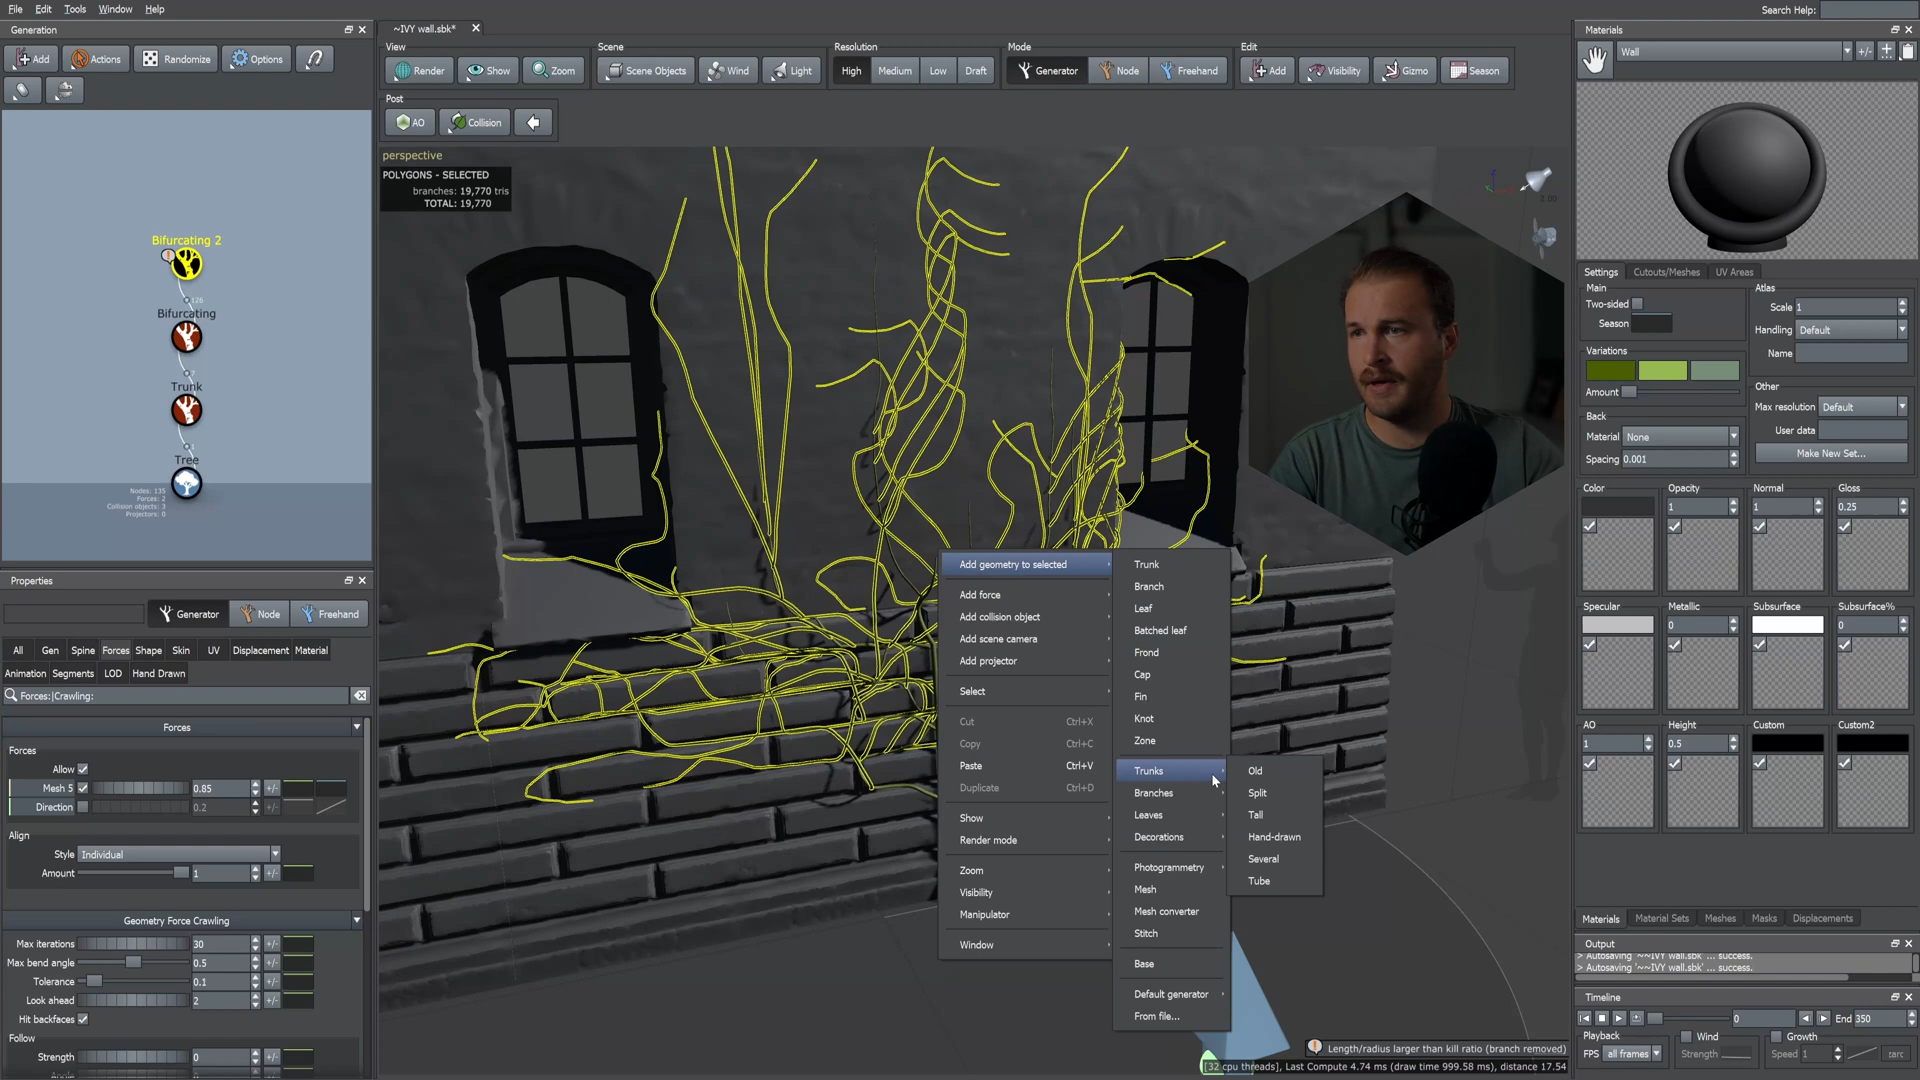 File Edit Tools Window Help
Search Help:
Generation
~IVY wall.sbk*
Materials
View
Scene
Resolution
Mode
Edit
Wall
+/-
Add
Actions
Randomize
Options
Render
Show
Zoom
Scene Objects
Wind
Light
High
Medium
Low
Draft
Generator
Node
Freehand
Add
Visibility
Gizmo
Season
Post
AO
Collision
perspective
POLYGONS - SELECTED
branches: 19,770 tris
TOTAL: 19,770
2.00
Bifurcating 2
126
Bifurcating
7
Trunk
Tree
Nodes: 135
Forces: 2
Collision objects: 3
Projectors: 0
Settings
Cutouts/Meshes
UV Areas
Main
Atlas
Two-sided
Scale 1
Season
Handling Default
Variations
Name
Amount
Other
Back
Max resolution Default
Material None
User data
Spacing 0.001
Make New Set...
Color
Opacity
Normal
Gloss
1
1
0.25
Specular
Metallic
Subsurface
Subsurface%
0
0
AO
Height
Custom
Custom2
1
0.5
Materials
Material Sets
Meshes
Masks
Displacements
Output
> Autosaving '~~IVY wall.sbk' ... success.
> Autosaving '~~IVY wall.sbk' ... success.
Timeline
0
End 350
Playback
Wind
Growth
FPS all frames
Strength
Speed 1
Properties
Generator
Node
Freehand
All Gen Spine Forces Shape Skin UV Displacement Material
Animation Segments LOD Hand Drawn
Forces:|Crawling:
Forces
Forces
Allow
Mesh 5 0.85 +/-
Direction 0.2 +/-
Align
Style Individual
Amount 1 +/-
Geometry Force Crawling
Max iterations 30 +/-
Max bend angle 0.5 +/-
Tolerance 0.1 +/-
Look ahead 2 +/-
Hit backfaces
Follow
Strength 0 +/-
Add geometry to selected
Add force
Add collision object
Add scene camera
Add projector
Select
Cut Ctrl+X
Copy Ctrl+C
Paste Ctrl+V
Duplicate Ctrl+D
Show
Render mode
Zoom
Visibility
Manipulator
Window
Trunk
Branch
Leaf
Batched leaf
Frond
Cap
Fin
Knot
Zone
Trunks
Branches
Leaves
Decorations
Photogrammetry
Mesh
Mesh converter
Stitch
Base
Default generator
From file...
Old
Split
Tall
Hand-drawn
Several
Tube
Length/radius larger than kill ratio (branch removed)
[32 cpu threads], Last Compute 4.74 ms (draw time 999.58 ms), distance 17.54